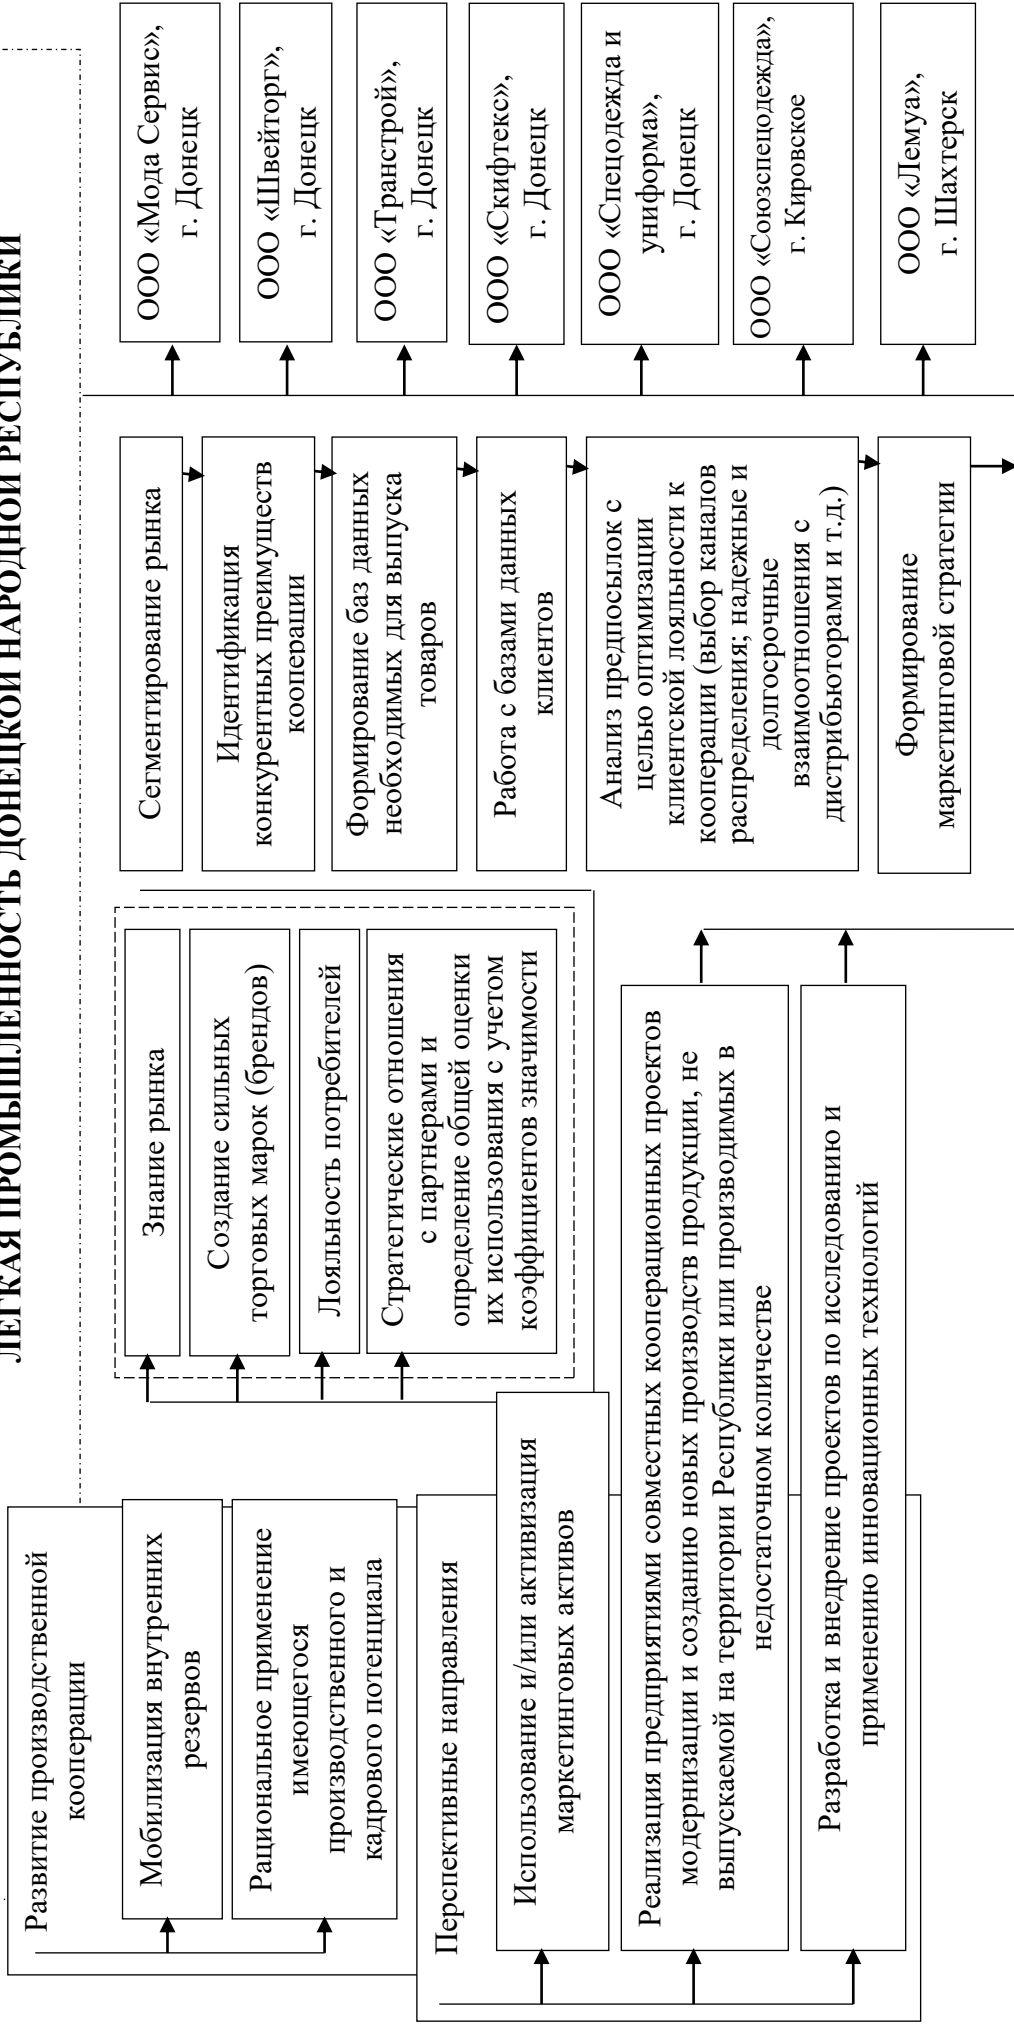 ЛЕГКАЯ ПРОМЫШЛЕННОСТЬ ДОНЕЦКОЙ НАРОДНОЙ РЕСПУБЛИКИ
Развитие производственной
кооперации
Мобилизация внутренних
резервов
Рациональное применение
имеющегося
производственного и
кадрового потенциала
Перспективные направления
Использование и/или активизация
маркетинговых активов
Реализация предприятиями совместных кооперационных проектов
модернизации и созданию новых производств продукции, не
выпускаемой на территории Республики или производимых в
недостаточном количестве
Разработка и внедрение проектов по исследованию и
применению инновационных технологий
Знание рынка
Создание сильных
торговых марок (брендов)
Лояльность потребителей
Стратегические отношения
с партнерами и
определение общей оценки
их использования с учетом
коэффициентов значимости
Сегментирование рынка
Идентификация
конкурентных преимуществ
кооперации
Формирование баз данных
необходимых для выпуска
товаров
Работа с базами данных
клиентов
Анализ предпосылок с
целью оптимизации
клиентской лояльности к
кооперации (выбор каналов
распределения; надежные и
долгосрочные
взаимоотношения с
дистрибьюторами и т.д.)
Формирование
маркетинговой стратегии
ООО «Мода Сервис»,
г. Донецк
ООО «Швейторг»,
г. Донецк
ООО «Транстрой»,
г. Донецк
ООО «Скифтекс»,
г. Донецк
ООО «Спецодежда и
униформа»,
г. Донецк
ООО «Союзспецодежда»,
г. Кировское
ООО «Лемуа»,
г. Шахтерск